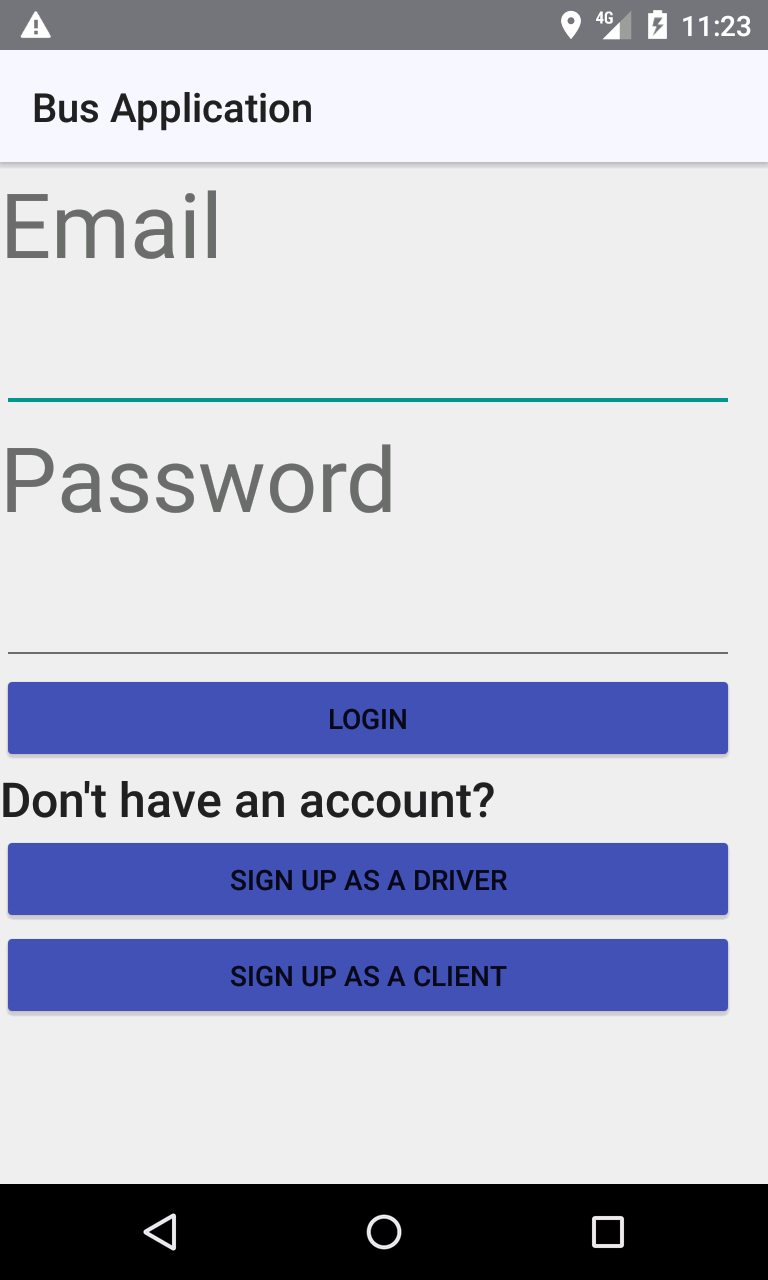 4G 11:23
Bus Application
Email
Password
LOGIN
Don't have an account?
SIGN UP AS A DRIVER
SIGN UP AS A CLIENT